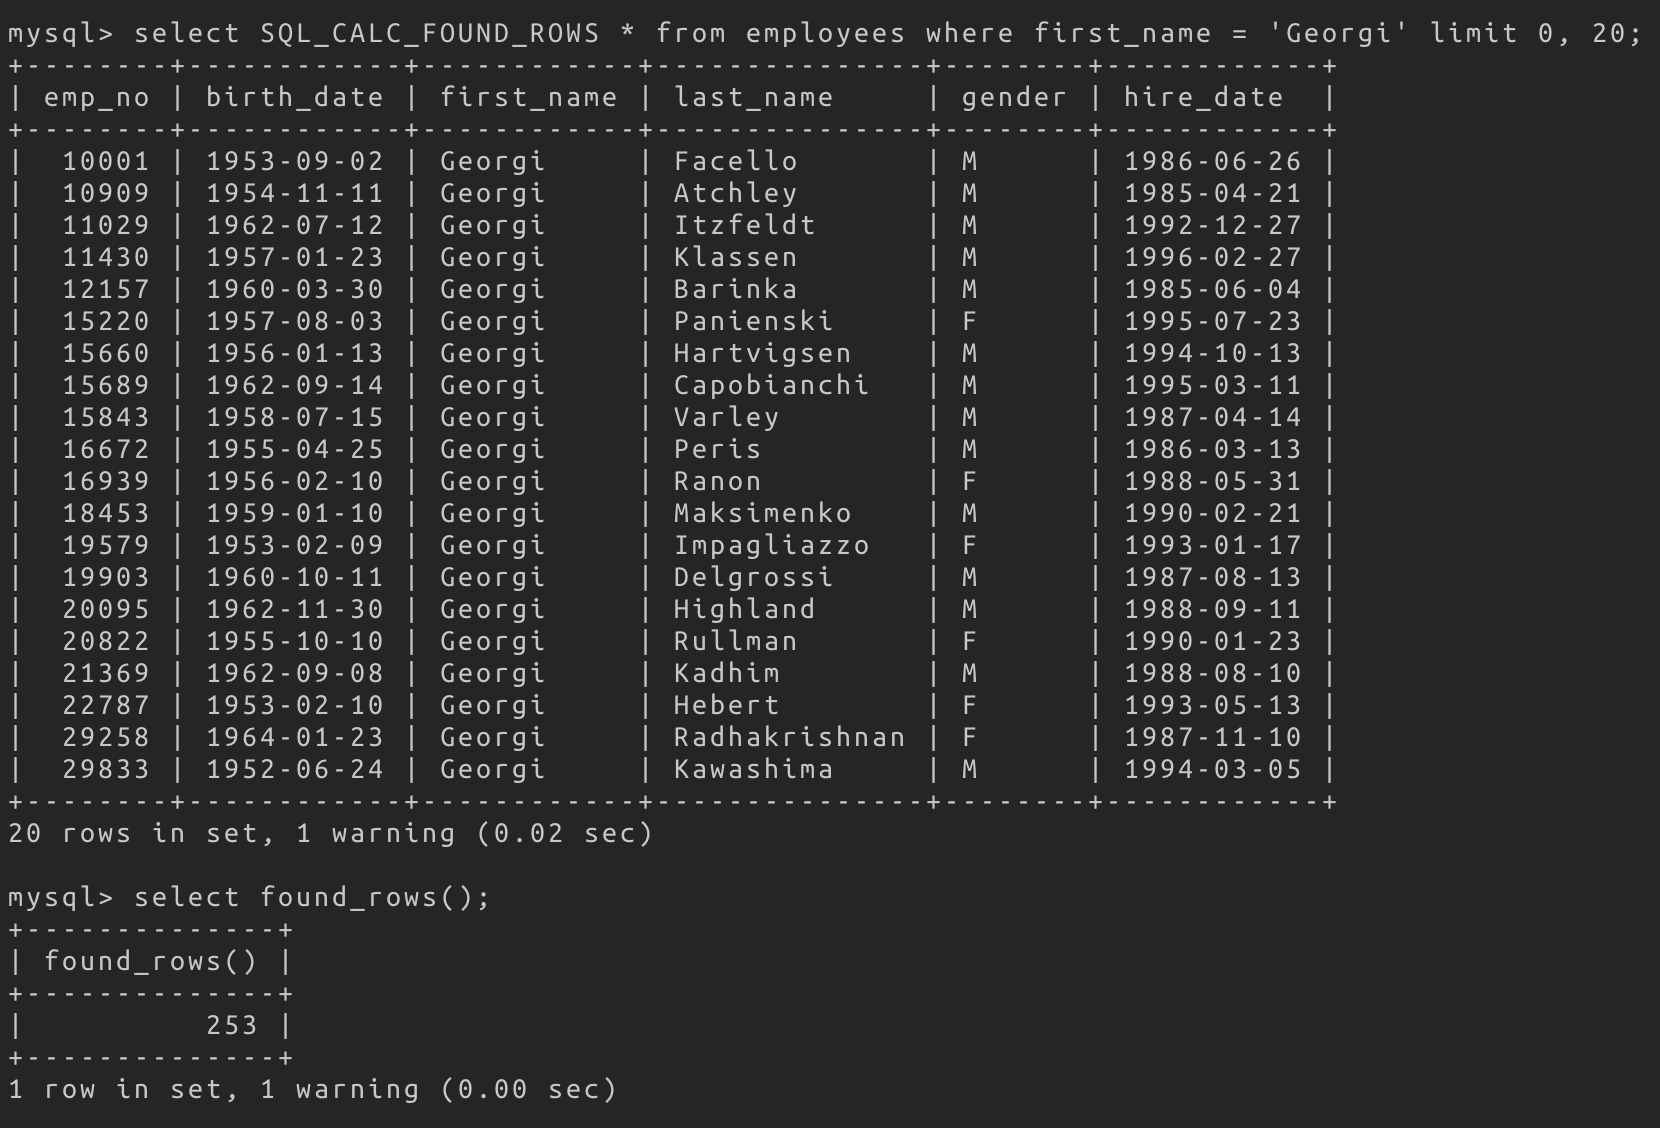 mysql> select SQL_CALC_FOUND_ROWS * from employees where first_name = 'Georgi' limit 0, 20;
+--------+------------+------------+---------------+--------+------------+
| emp_no | birth_date | first_name | last_name     | gender | hire_date  |
+--------+------------+------------+---------------+--------+------------+
|  10001 | 1953-09-02 | Georgi     | Facello       | M      | 1986-06-26 |
|  10909 | 1954-11-11 | Georgi     | Atchley       | M      | 1985-04-21 |
|  11029 | 1962-07-12 | Georgi     | Itzfeldt      | M      | 1992-12-27 |
|  11430 | 1957-01-23 | Georgi     | Klassen       | M      | 1996-02-27 |
|  12157 | 1960-03-30 | Georgi     | Barinka       | M      | 1985-06-04 |
|  15220 | 1957-08-03 | Georgi     | Panienski     | F      | 1995-07-23 |
|  15660 | 1956-01-13 | Georgi     | Hartvigsen    | M      | 1994-10-13 |
|  15689 | 1962-09-14 | Georgi     | Capobianchi   | M      | 1995-03-11 |
|  15843 | 1958-07-15 | Georgi     | Varley        | M      | 1987-04-14 |
|  16672 | 1955-04-25 | Georgi     | Peris         | M      | 1986-03-13 |
|  16939 | 1956-02-10 | Georgi     | Ranon         | F      | 1988-05-31 |
|  18453 | 1959-01-10 | Georgi     | Maksimenko    | M      | 1990-02-21 |
|  19579 | 1953-02-09 | Georgi     | Impagliazzo   | F      | 1993-01-17 |
|  19903 | 1960-10-11 | Georgi     | Delgrossi     | M      | 1987-08-13 |
|  20095 | 1962-11-30 | Georgi     | Highland      | M      | 1988-09-11 |
|  20822 | 1955-10-10 | Georgi     | Rullman       | F      | 1990-01-23 |
|  21369 | 1962-09-08 | Georgi     | Kadhim        | M      | 1988-08-10 |
|  22787 | 1953-02-10 | Georgi     | Hebert        | F      | 1993-05-13 |
|  29258 | 1964-01-23 | Georgi     | Radhakrishnan | F      | 1987-11-10 |
|  29833 | 1952-06-24 | Georgi     | Kawashima     | M      | 1994-03-05 |
+--------+------------+------------+---------------+--------+------------+
20 rows in set, 1 warning (0.02 sec)
mysql> select found_rows();
+--------------+
| found_rows() |
+--------------+
|          253 |
+--------------+
1 row in set, 1 warning (0.00 sec)